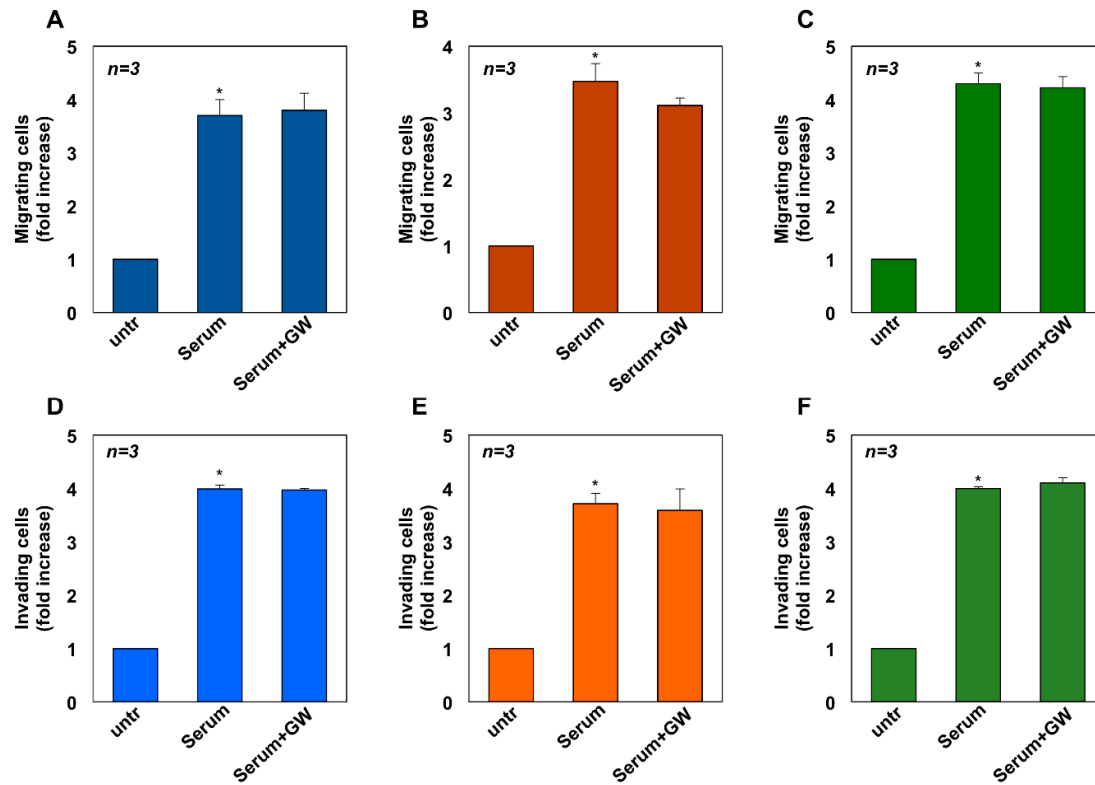 A
B
C
n=3
n=3
n=3
*
*
*
Migrating cells
(fold increase)
5
4
3
2
1
0
Migrating cells
(fold increase)
4
3
2
1
0
Migrating cells
(fold increase)
5
4
3
2
1
0
untr
Serum
Serum+GW
untr
Serum
Serum+GW
untr
Serum
Serum+GW
D
E
F
n=3
n=3
n=3
*
*
*
Invading cells
(fold increase)
5
4
3
2
1
0
Invading cells
(fold increase)
5
4
3
2
1
0
Invading cells
(fold increase)
5
4
3
2
1
0
untr
Serum
Serum+GW
untr
Serum
Serum+GW
untr
Serum
Serum+GW